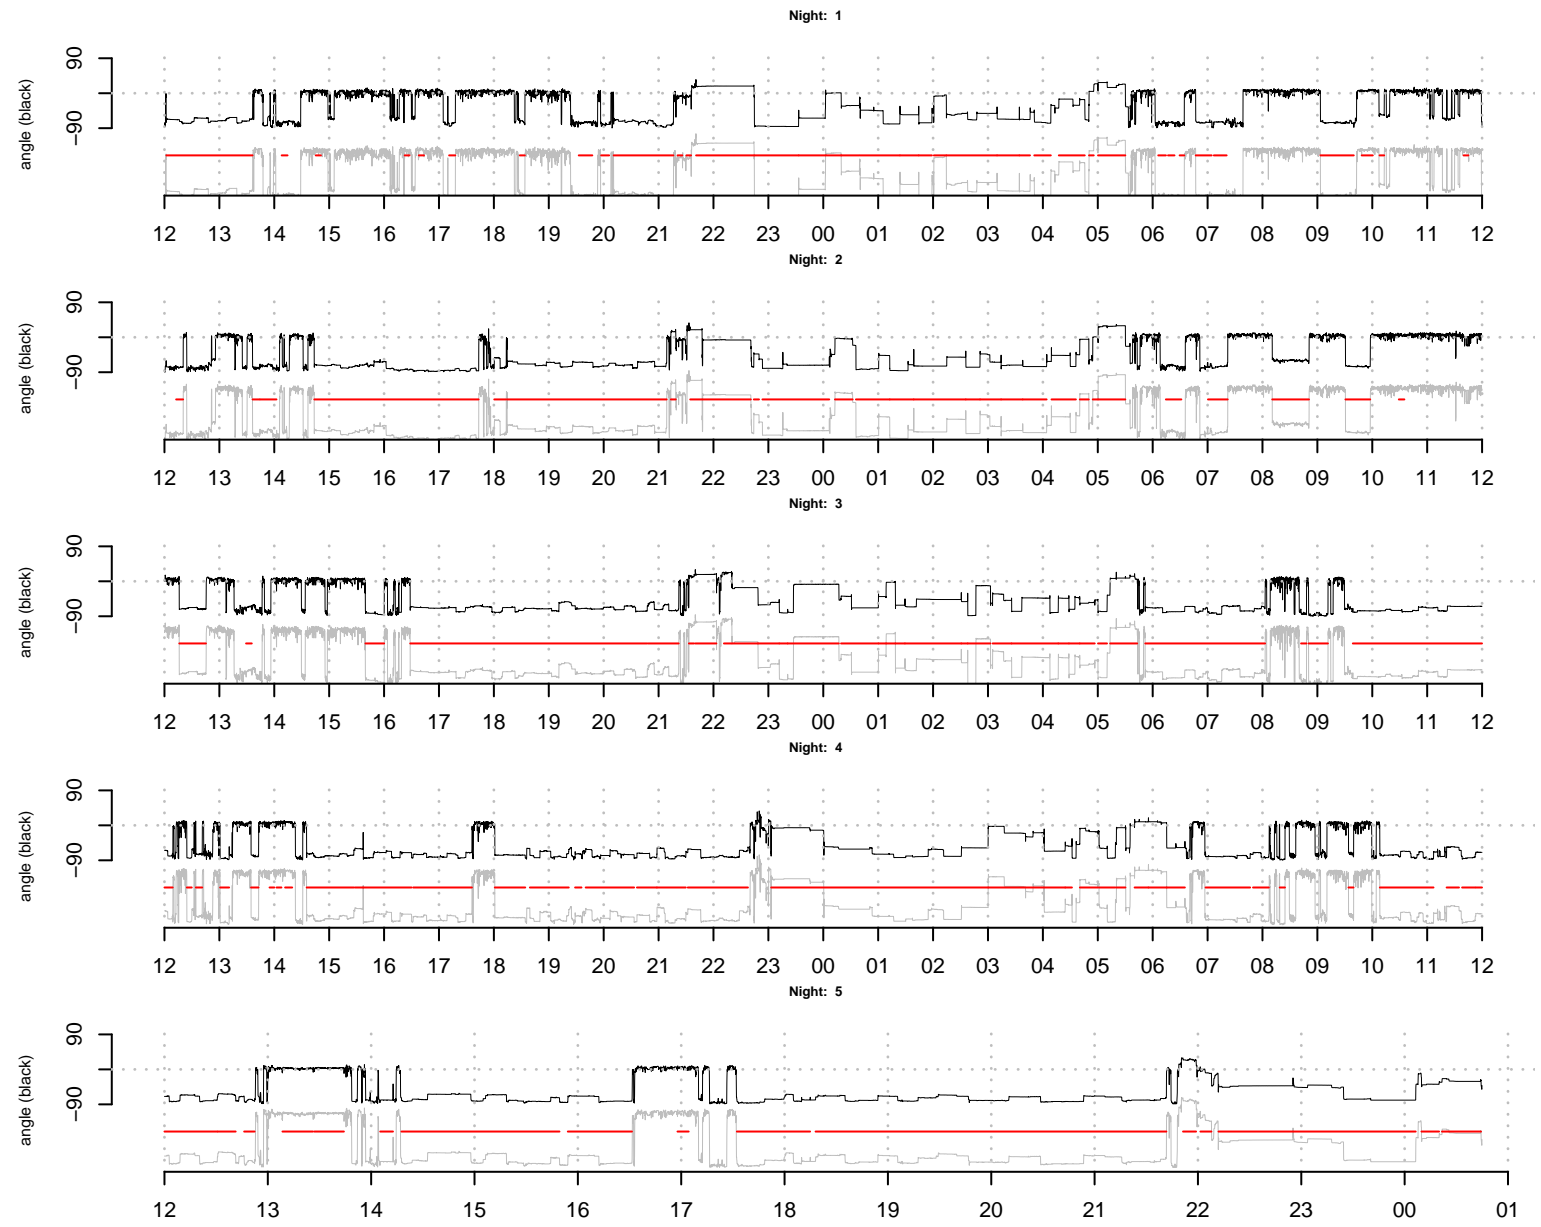 Night: 1
90
-90
angle (black)
12 13 14 15 16 17 18 19 20 21 22 23 00 01 02 03 04 05 06 07 08 09 10 11 12
Night: 2
90
-90
angle (black)
12 13 14 15 16 17 18 19 20 21 22 23 00 01 02 03 04 05 06 07 08 09 10 11 12
Night: 3
90
-90
angle (black)
12 13 14 15 16 17 18 19 20 21 22 23 00 01 02 03 04 05 06 07 08 09 10 11 12
Night: 4
90
-90
angle (black)
12 13 14 15 16 17 18 19 20 21 22 23 00 01 02 03 04 05 06 07 08 09 10 11 12
Night: 5
90
-90
angle (black)
12 13 14 15 16 17 18 19 20 21 22 23 00 01